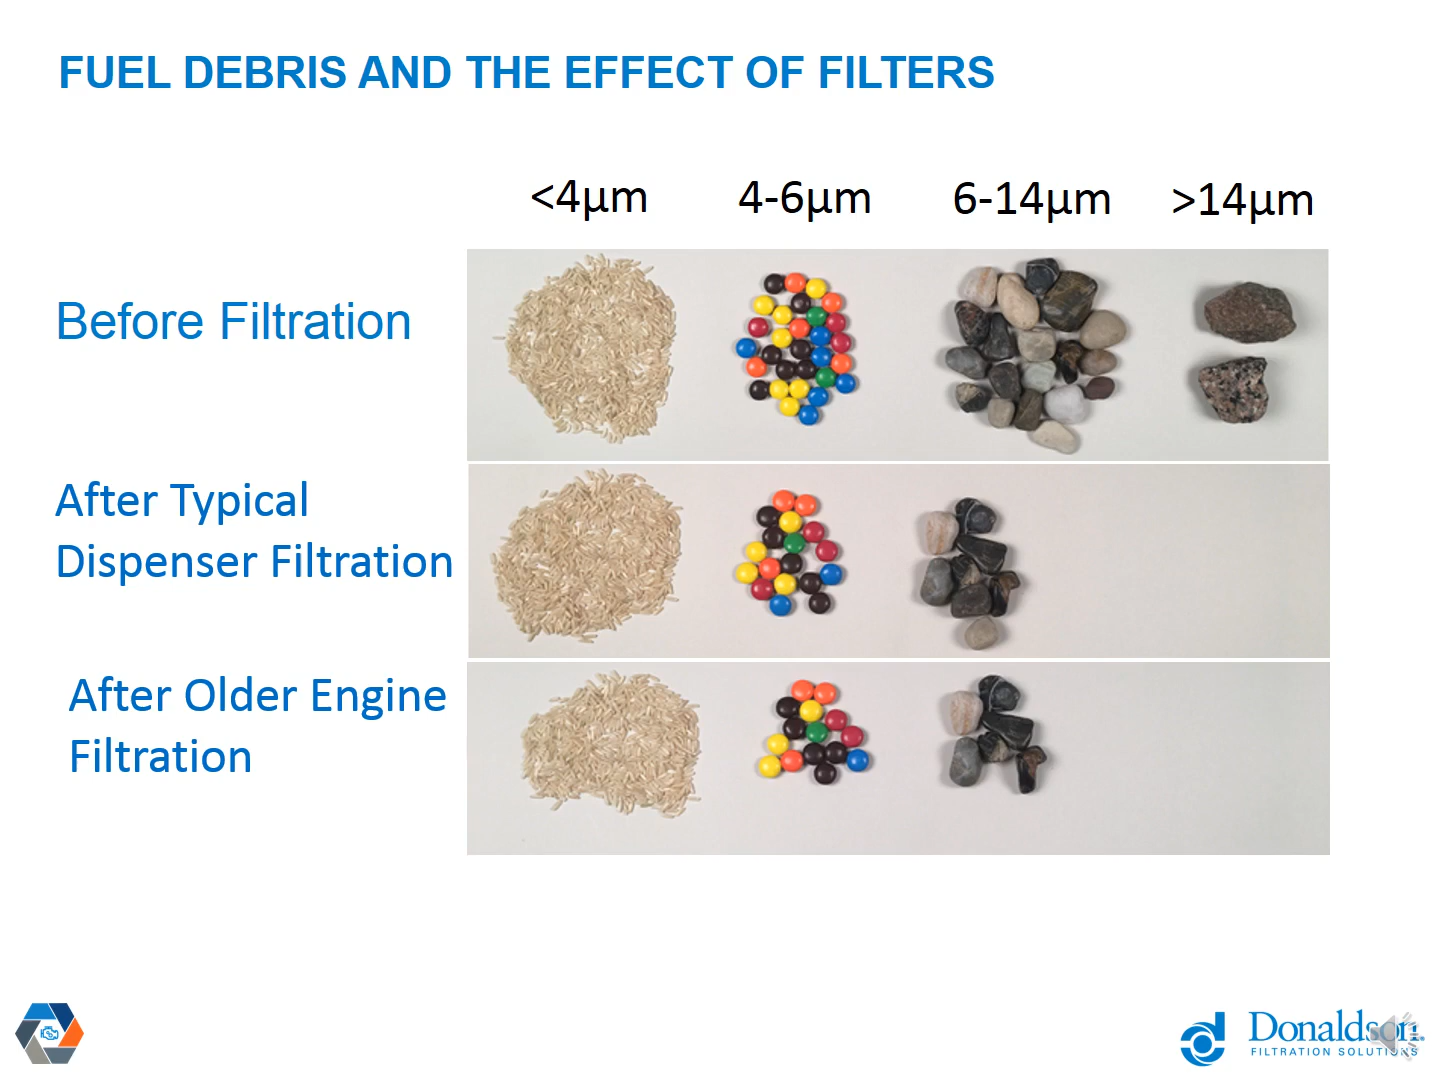 FUEL DEBRIS AND THE EFFECT OF FILTERS
<4µm 4-6µm 6-14µm >14µm
Before Filtration
After Typical
Dispenser Filtration
After Older Engine
Filtration
Donaldson.
FILTRATION SOLUTIONS